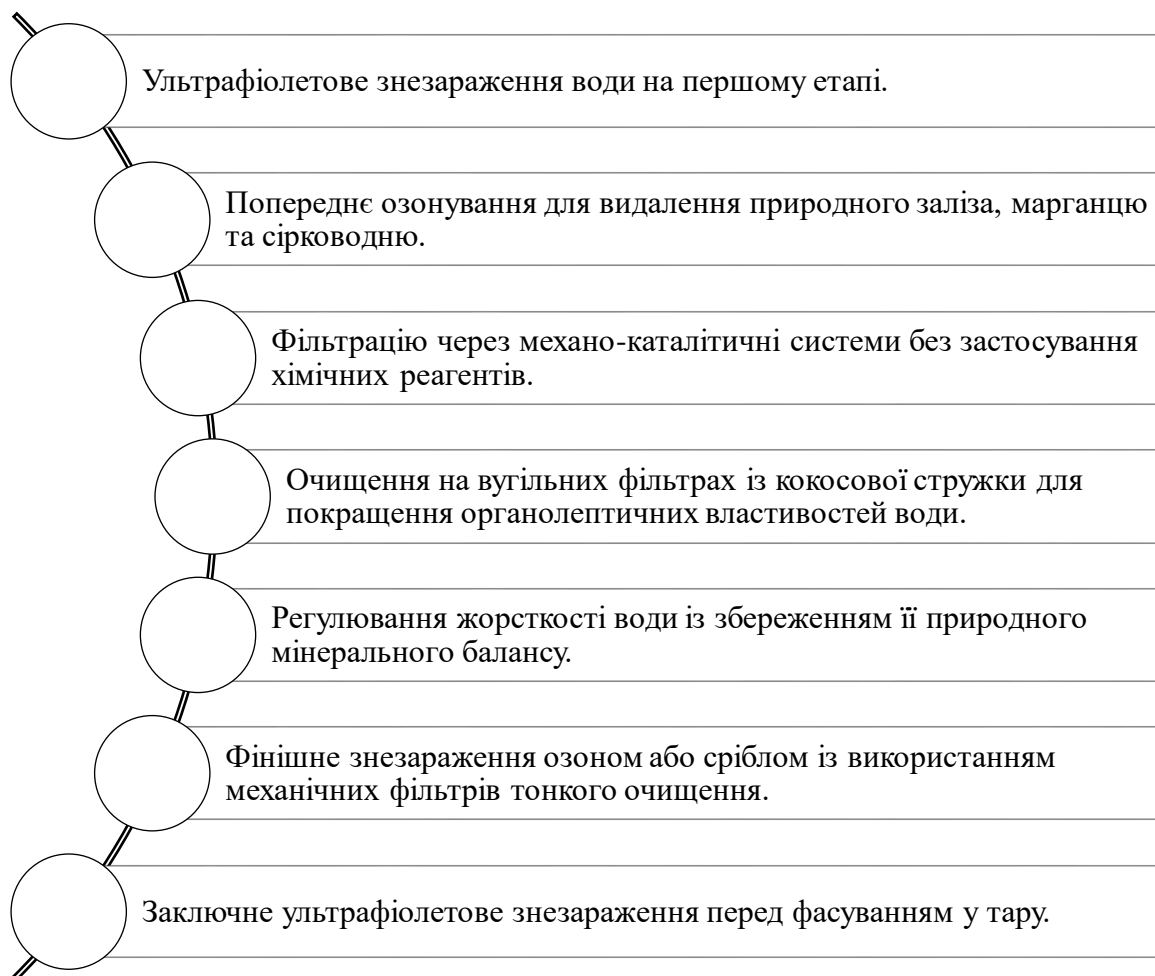 Ультрафіолетове знезараження води на першому етапі.
Попереднє озонування для видалення природного заліза, марганцю
та сірководню.
Фільтрацію через механо-каталітичні системи без застосування
хімічних реагентів.
Очищення на вугільних фільтрах із кокосової стружки для
покращення органолептичних властивостей води.
Регулювання жорсткості води із збереженням її природного
мінерального балансу.
Фінішне знезараження озоном або сріблом із використанням
механічних фільтрів тонкого очищення.
Заключне ультрафіолетове знезараження перед фасуванням у тару.